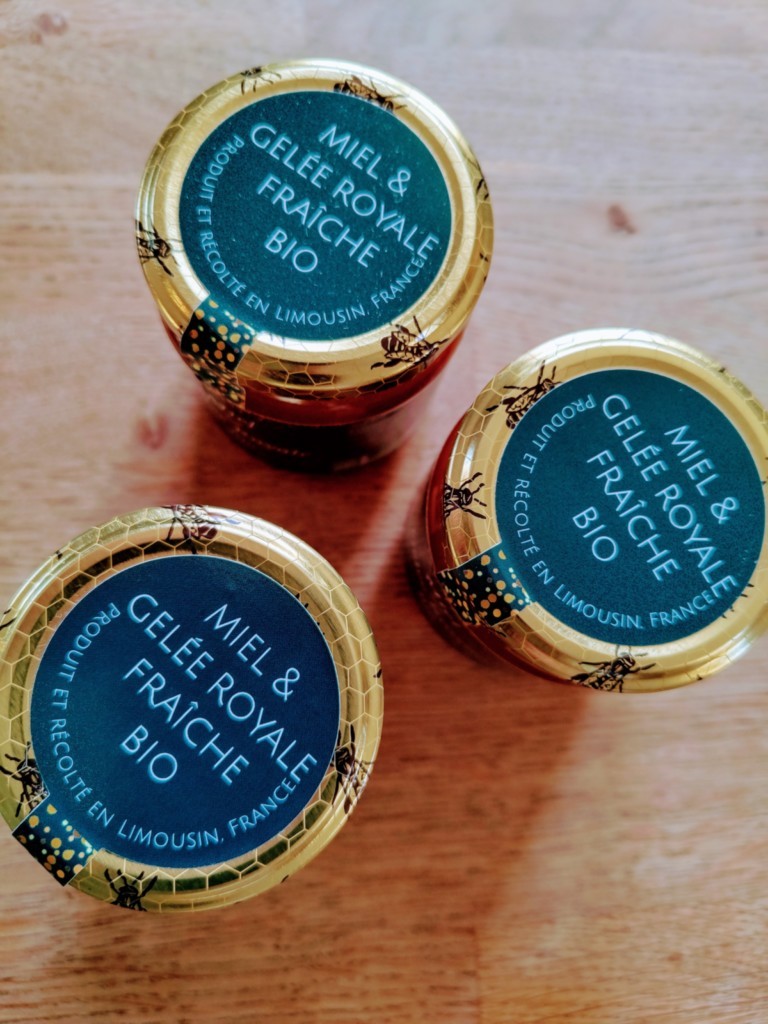 MIEL &
GELÉE ROYALE
FRAÎCHE
BIO
PRODUIT ET RÉCOLTÉ EN LIMOUSIN, FRANCE
MIEL &
GELÉE ROYALE
FRAÎCHE
BIO
PRODUIT ET RÉCOLTÉ EN LIMOUSIN, FRANCE
MIEL &
GELÉE ROYALE
FRAÎCHE
BIO
PRODUIT ET RÉCOLTÉ EN LIMOUSIN, FRANCE